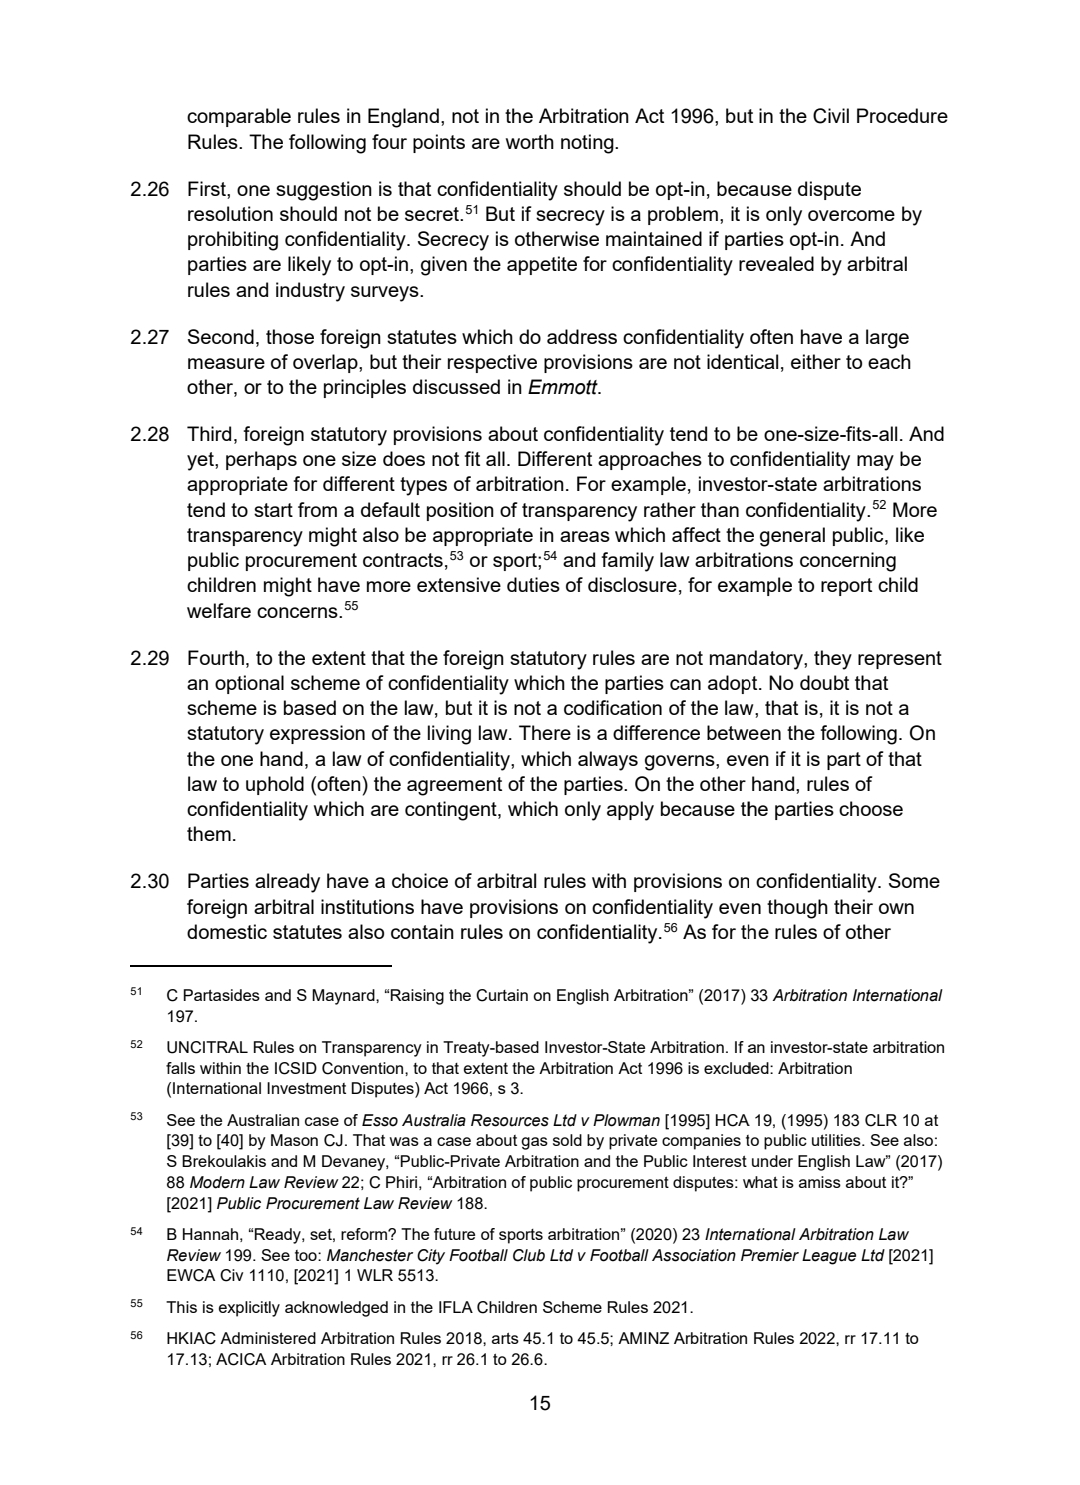 comparable rules in England, not in the Arbitration Act 1996, but in the Civil Procedure
Rules. The following four points are worth noting.
2.26 First, one suggestion is that confidentiality should be opt-in, because dispute
resolution should not be secret.51 But if secrecy is a problem, it is only overcome by
prohibiting confidentiality. Secrecy is otherwise maintained if parties opt-in. And
parties are likely to opt-in, given the appetite for confidentiality revealed by arbitral
rules and industry surveys.
2.27 Second, those foreign statutes which do address confidentiality often have a large
measure of overlap, but their respective provisions are not identical, either to each
other, or to the principles discussed in Emmott.
2.28 Third, foreign statutory provisions about confidentiality tend to be one-size-fits-all. And
yet, perhaps one size does not fit all. Different approaches to confidentiality may be
appropriate for different types of arbitration. For example, investor-state arbitrations
tend to start from a default position of transparency rather than confidentiality.52 More
transparency might also be appropriate in areas which affect the general public, like
public procurement contracts,53 or sport;54 and family law arbitrations concerning
children might have more extensive duties of disclosure, for example to report child
welfare concerns.55
2.29 Fourth, to the extent that the foreign statutory rules are not mandatory, they represent
an optional scheme of confidentiality which the parties can adopt. No doubt that
scheme is based on the law, but it is not a codification of the law, that is, it is not a
statutory expression of the living law. There is a difference between the following. On
the one hand, a law of confidentiality, which always governs, even if it is part of that
law to uphold (often) the agreement of the parties. On the other hand, rules of
confidentiality which are contingent, which only apply because the parties choose
them.
2.30 Parties already have a choice of arbitral rules with provisions on confidentiality. Some
foreign arbitral institutions have provisions on confidentiality even though their own
domestic statutes also contain rules on confidentiality.56 As for the rules of other
51 C Partasides and S Maynard, “Raising the Curtain on English Arbitration” (2017) 33 Arbitration International
197.
52 UNCITRAL Rules on Transparency in Treaty-based Investor-State Arbitration. If an investor-state arbitration
falls within the ICSID Convention, to that extent the Arbitration Act 1996 is excluded: Arbitration
(International Investment Disputes) Act 1966, s 3.
53 See the Australian case of Esso Australia Resources Ltd v Plowman [1995] HCA 19, (1995) 183 CLR 10 at
[39] to [40] by Mason CJ. That was a case about gas sold by private companies to public utilities. See also:
S Brekoulakis and M Devaney, “Public-Private Arbitration and the Public Interest under English Law” (2017)
88 Modern Law Review 22; C Phiri, “Arbitration of public procurement disputes: what is amiss about it?”
[2021] Public Procurement Law Review 188.
54 B Hannah, “Ready, set, reform? The future of sports arbitration” (2020) 23 International Arbitration Law
Review 199. See too: Manchester City Football Club Ltd v Football Association Premier League Ltd [2021]
EWCA Civ 1110, [2021] 1 WLR 5513.
55 This is explicitly acknowledged in the IFLA Children Scheme Rules 2021.
56 HKIAC Administered Arbitration Rules 2018, arts 45.1 to 45.5; AMINZ Arbitration Rules 2022, rr 17.11 to
17.13; ACICA Arbitration Rules 2021, rr 26.1 to 26.6.
15